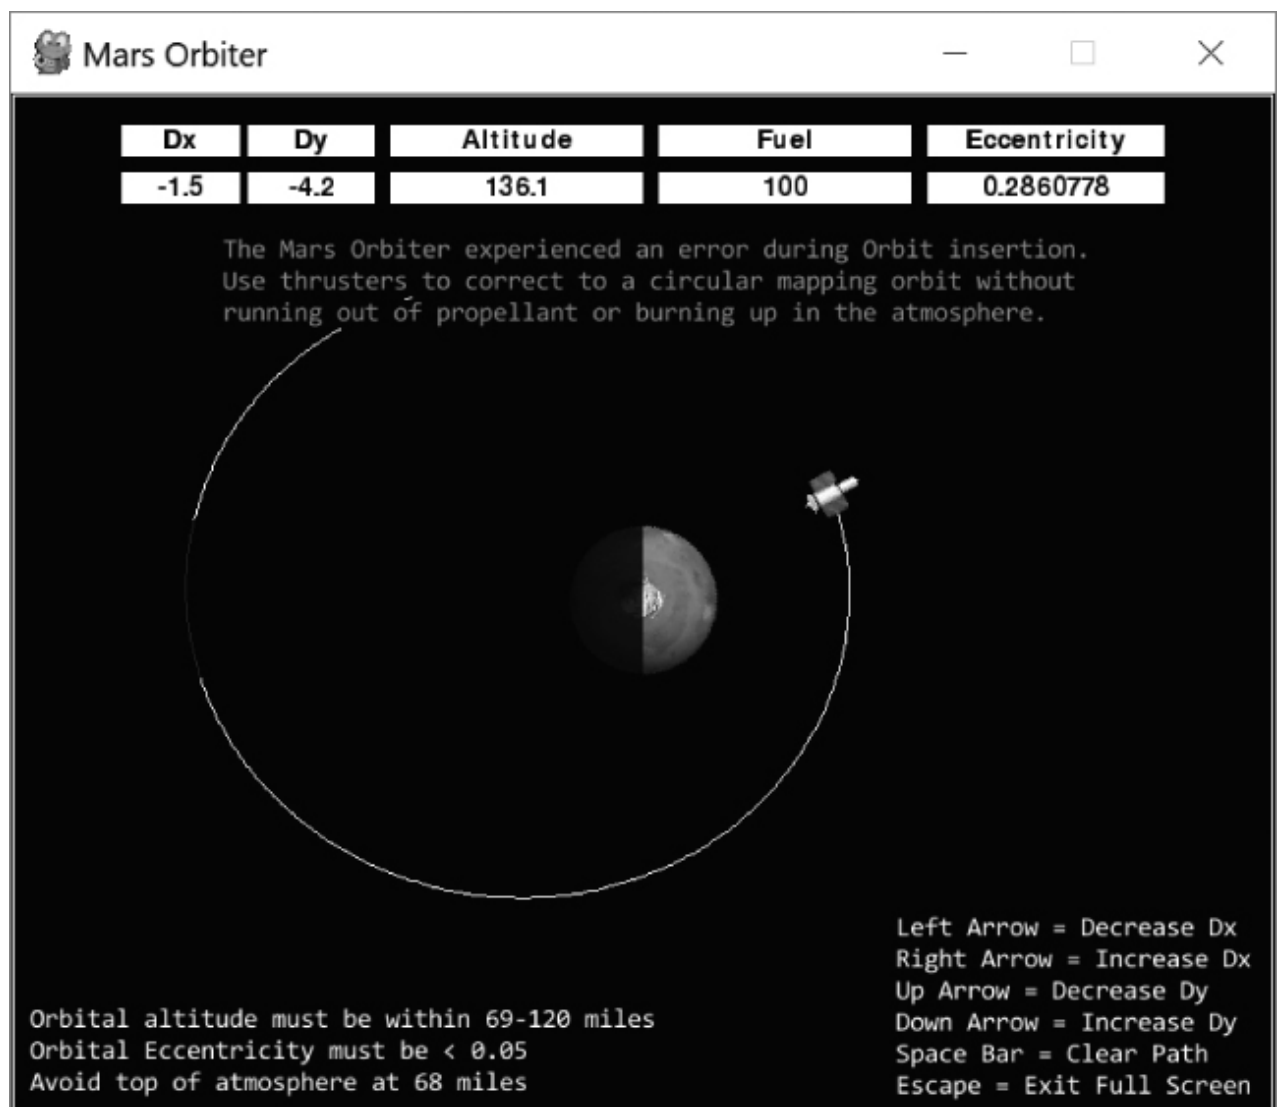 Mars Orbiter
Dx Dy Altitude Fuel Eccentricity
-1.5 -4.2 136.1 100 0.2860778
The Mars Orbiter experienced an error during Orbit insertion.
Use thrusters to correct to a circular mapping orbit without
running out of propellant or burning up in the atmosphere.
Left Arrow = Decrease Dx
Right Arrow = Increase Dx
Up Arrow = Decrease Dy
Down Arrow = Increase Dy
Space Bar = Clear Path
Escape = Exit Full Screen
Orbital altitude must be within 69-120 miles
Orbital Eccentricity must be < 0.05
Avoid top of atmosphere at 68 miles